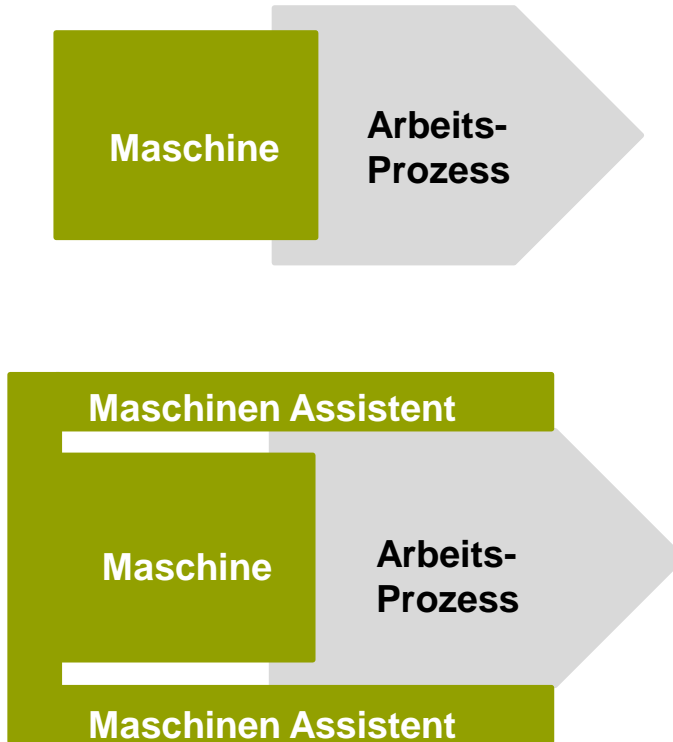 Maschine
Arbeits-
Prozess
Maschinen Assistent
Maschine
Arbeits-
Prozess
Maschinen Assistent